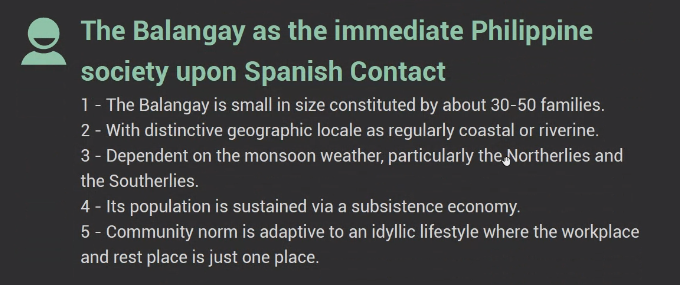 The Balangay as the immediate Philippine
society upon Spanish Contact
1 - The Balangay is small in size constituted by about 30-50 families.
2 - With distinctive geographic locale as regularly coastal or riverine.
3 - Dependent on the monsoon weather, particularly the Northerlies and
the Southerlies.
4 - Its population is sustained via a subsistence economy.
5 - Community norm is adaptive to an idyllic lifestyle where the workplace
and rest place is just one place.